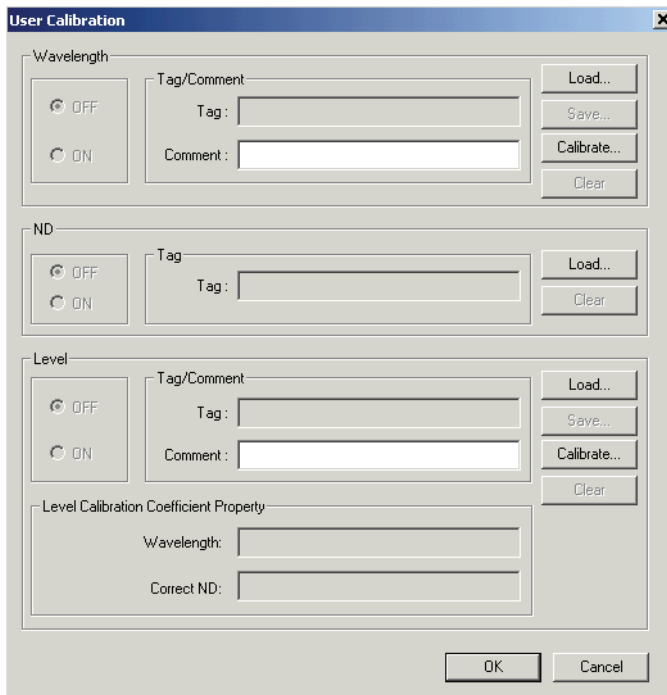 User Calibration
Wavelength
OFF
ON
Tag/Comment
Tag :
Comment :
Load...
Save...
Calibrate...
Clear
ND
OFF
ON
Tag
Tag :
Load...
Clear
Level
OFF
ON
Tag/Comment
Tag :
Comment :
Load...
Save...
Calibrate...
Clear
Level Calibration Coefficient Property
Wavelength:
Correct ND:
OK
Cancel